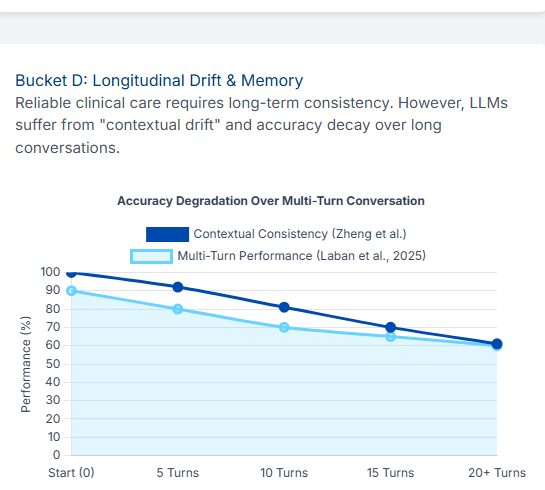 Bucket D: Longitudinal Drift & Memory
Reliable clinical care requires long-term consistency. However, LLMs
suffer from "contextual drift" and accuracy decay over long
conversations.
Accuracy Degradation Over Multi-Turn Conversation
Contextual Consistency (Zheng et al.)
Multi-Turn Performance (Laban et al., 2025)
Performance (%)
100
90
80
70
60
50
40
30
20
10
0
Start (0) 5 Turns 10 Turns 15 Turns 20+ Turns